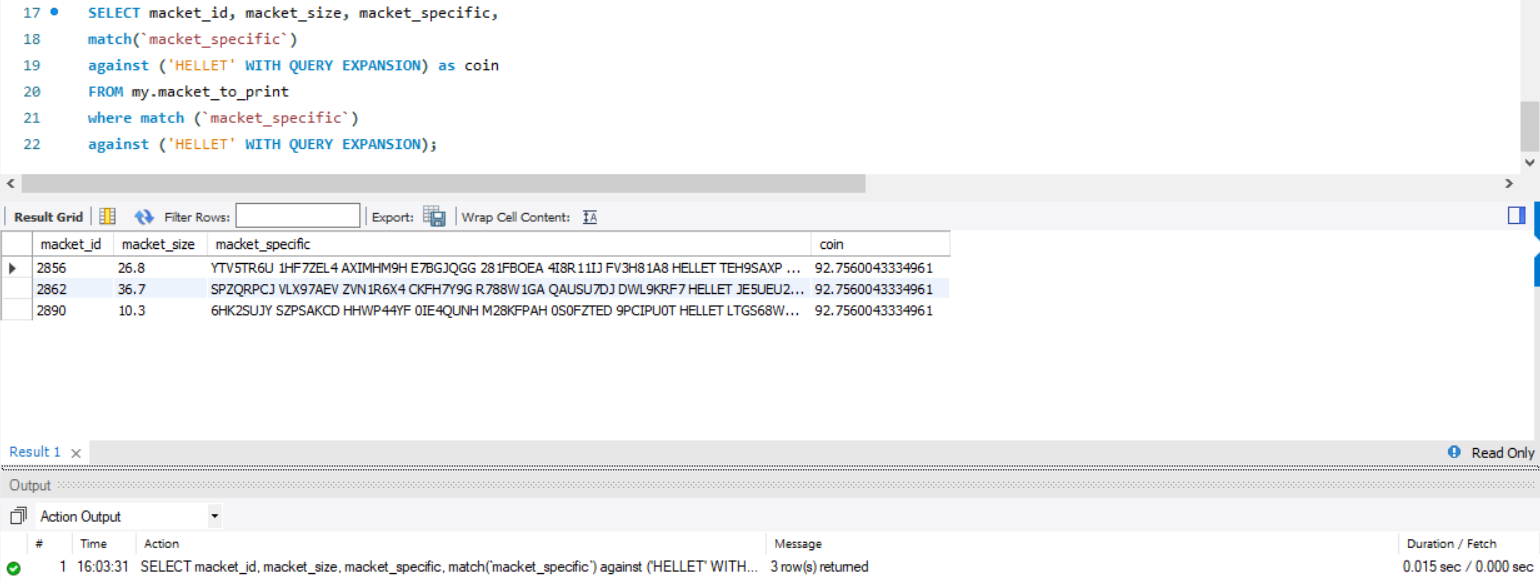 17 SELECT macket_id, macket_size, macket_specific,
18 match(`macket_specific`)
19 against ('HELLET' WITH QUERY EXPANSION) as coin
20 FROM my.macket_to_print
21 where match (`macket_specific`)
22 against ('HELLET' WITH QUERY EXPANSION);
Result Grid Filter Rows: Export: Wrap Cell Content: IA
macket_id macket_size macket_specific coin
2856 26.8 YTV5TR6U 1HF7ZEL4 AXIMHM9H E7BGJQGG 281FBOEA 4I8R11IJ FV3H81A8 HELLET TEH9SAXP ... 92.7560043334961
2862 36.7 SPZQRPCJ VLX97AEV ZVN1R6X4 CKFH7Y9G R788W1GA QAUSU7DJ DWL9KRF7 HELLET JE5UEU2... 92.7560043334961
2890 10.3 6HK2SUJY SZPSAKCD HHWP44YF 0IE4QUNH M28KFPAH 0S0FZTED 9PCIPU0T HELLET LTGS68W... 92.7560043334961
Result 1 Read Only
Output
Action Output
# Time Action Message Duration / Fetch
1 16:03:31 SELECT macket_id, macket_size, macket_specific, match(`macket_specific`) against ('HELLET' WITH... 3 row(s) returned 0.015 sec / 0.000 sec